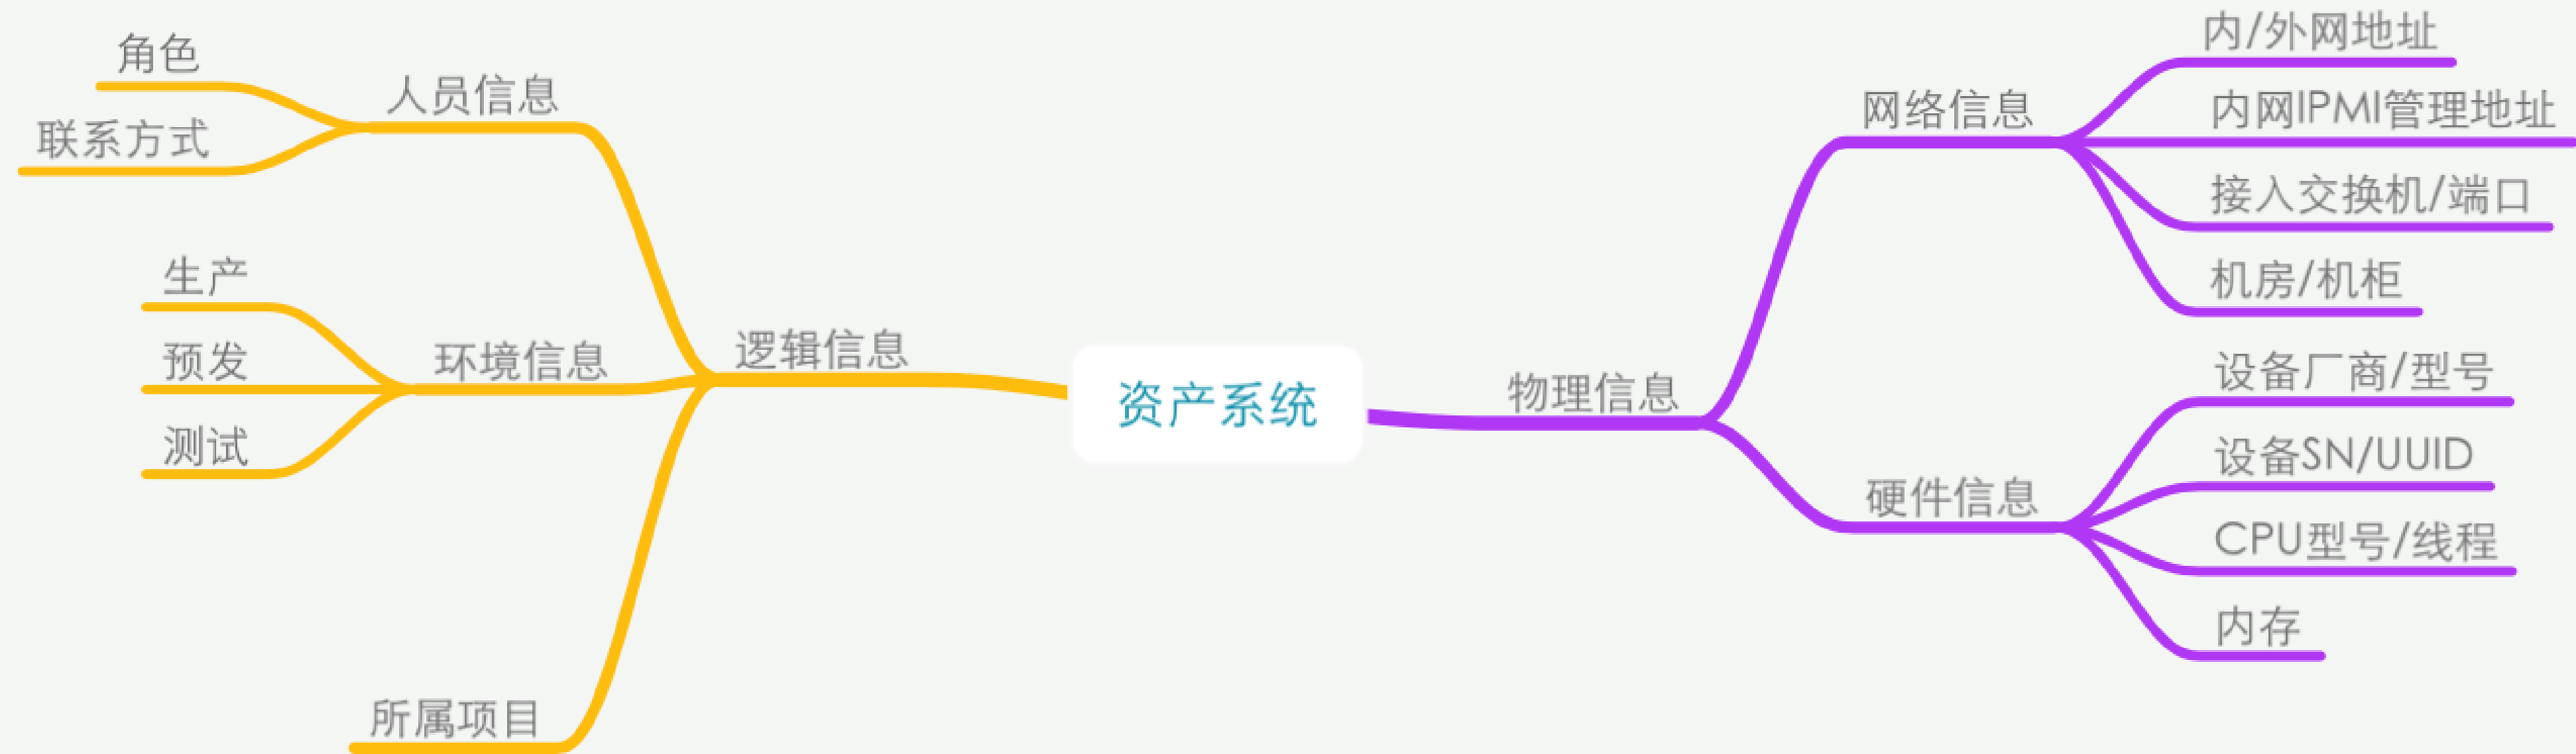 角色
联系方式
人员信息
生产
预发
测试
环境信息
所属项目
逻辑信息
资产系统
物理信息
网络信息
内/外网地址
内网IPMI管理地址
接入交换机/端口
机房/机柜
硬件信息
设备厂商/型号
设备SN/UUID
CPU型号/线程
内存